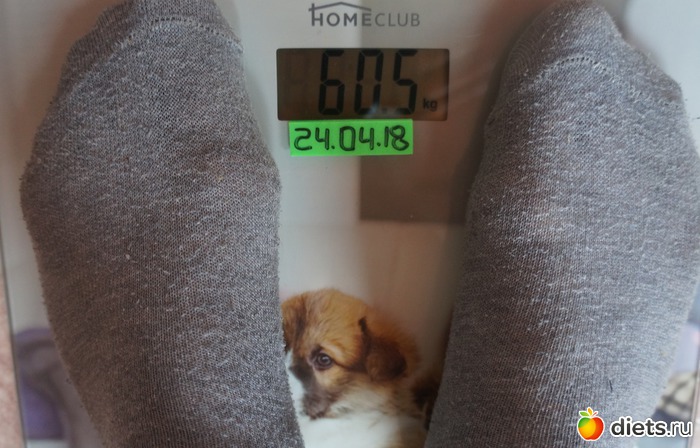 HOMECLUB
60.5 kg
24.04.18
diets.ru